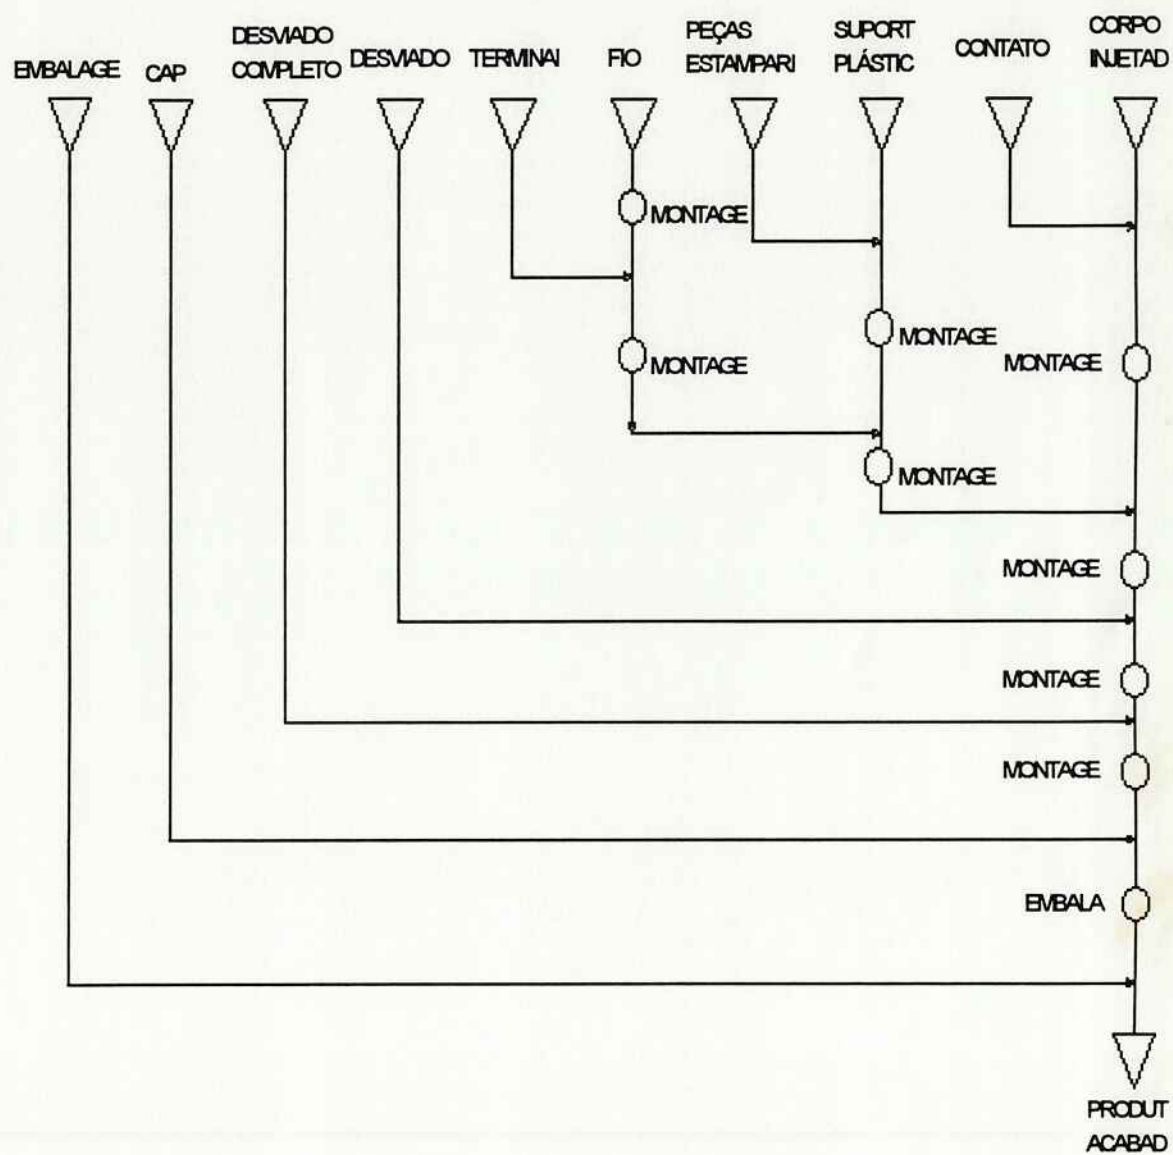 EMBALAGE
CAP
DESVIADO
COMPLETO
DESVIADO
TERMINAI
FIO
PEÇAS
ESTAMPARI
SUPORT
PLÁSTIC
CONTATO
CORPO
INJETAD
MONTAGE
MONTAGE
MONTAGE
MONTAGE
MONTAGE
MONTAGE
MONTAGE
MONTAGE
EMBALA
PRODUT
ACABAD